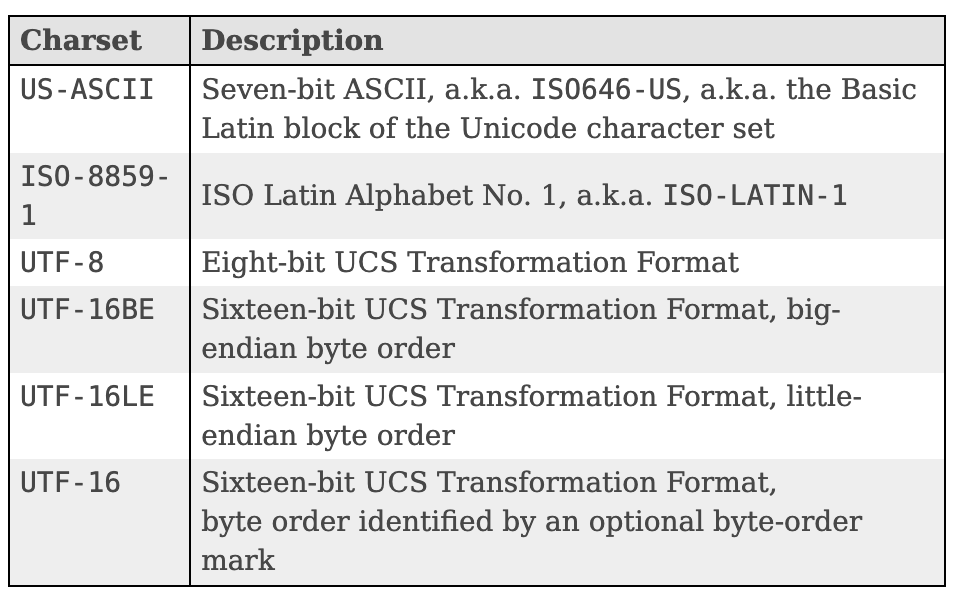 Charset Description
US-ASCII Seven-bit ASCII, a.k.a. ISO646-US, a.k.a. the Basic
Latin block of the Unicode character set
ISO-8859-
1
ISO Latin Alphabet No. 1, a.k.a. ISO-LATIN-1
UTF-8 Eight-bit UCS Transformation Format
UTF-16BE Sixteen-bit UCS Transformation Format, big-
endian byte order
UTF-16LE Sixteen-bit UCS Transformation Format, little-
endian byte order
UTF-16 Sixteen-bit UCS Transformation Format,
byte order identified by an optional byte-order
mark